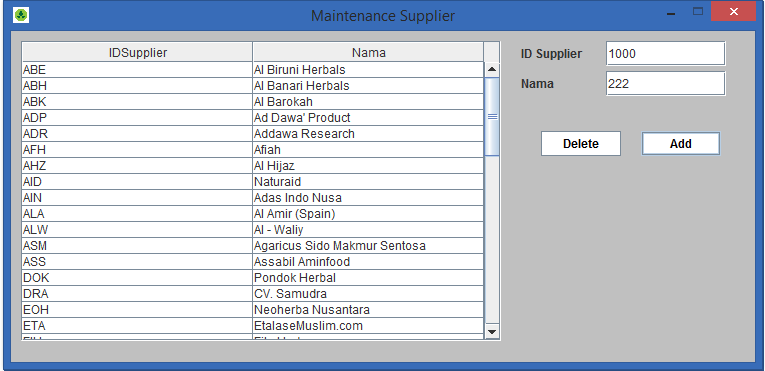 Maintenance Supplier
IDSupplier Nama
ABE Al Biruni Herbals
ABH Al Banari Herbals
ABK Al Barokah
ADP Ad Dawa' Product
ADR Addawa Research
AFH Afiah
AHZ Al Hijaz
AID Naturaid
AIN Adas Indo Nusa
ALA Al Amir (Spain)
ALW Al - Waliy
ASM Agaricus Sido Makmur Sentosa
ASS Assabil Aminfood
DOK Pondok Herbal
DRA CV. Samudra
EOH Neoherba Nusantara
ETA EtalaseMuslim.com
ID Supplier 1000
Nama 222
Delete Add